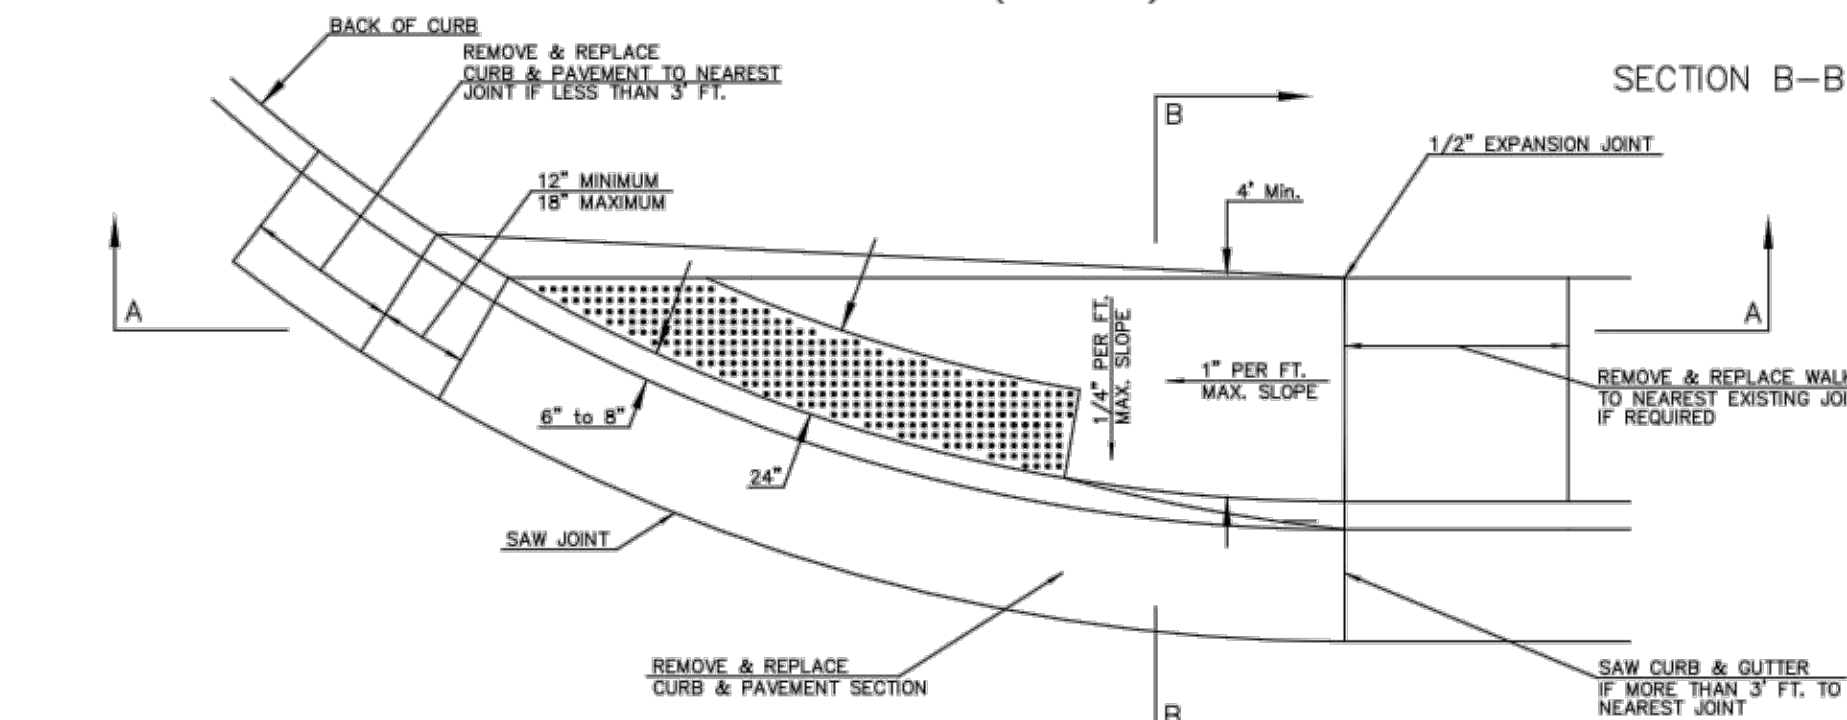 BACK OF CURB
REMOVE & REPLACE
CURB & PAVEMENT TO NEAREST
JOINT IF LESS THAN 3' FT.
SECTION B-B
B
1/2" EXPANSION JOINT
12" MINIMUM
18" MAXIMUM
4' Min.
A
A
1/4" PER FT.
MAX. SLOPE
1" PER FT.
MAX. SLOPE
REMOVE & REPLACE WALK
TO NEAREST EXISTING JOI
IF REQUIRED
6" to 8"
24"
SAW JOINT
REMOVE & REPLACE
CURB & PAVEMENT SECTION
SAW CURB & GUTTER
IF MORE THAN 3' FT. TO
NEAREST JOINT
B